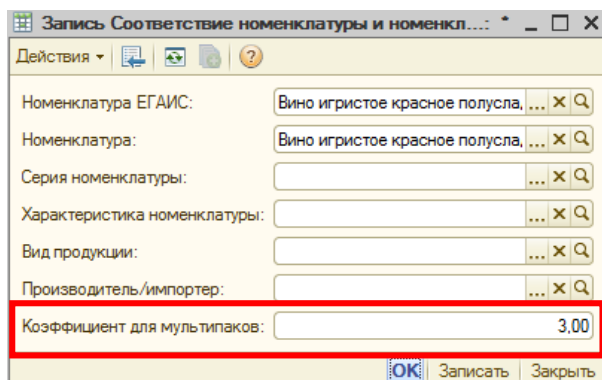 Запись Соответствие номенклатуры и номенкл...: *
Действия
Номенклатура ЕГАИС: Вино игристое красное полусла, ...
Номенклатура: Вино игристое красное полусла, ...
Серия номенклатуры: ...
Характеристика номенклатуры: ...
Вид продукции: ...
Производитель/импортер: ...
Коэффициент для мультипаков: 3,00
OK Записать Закрыть